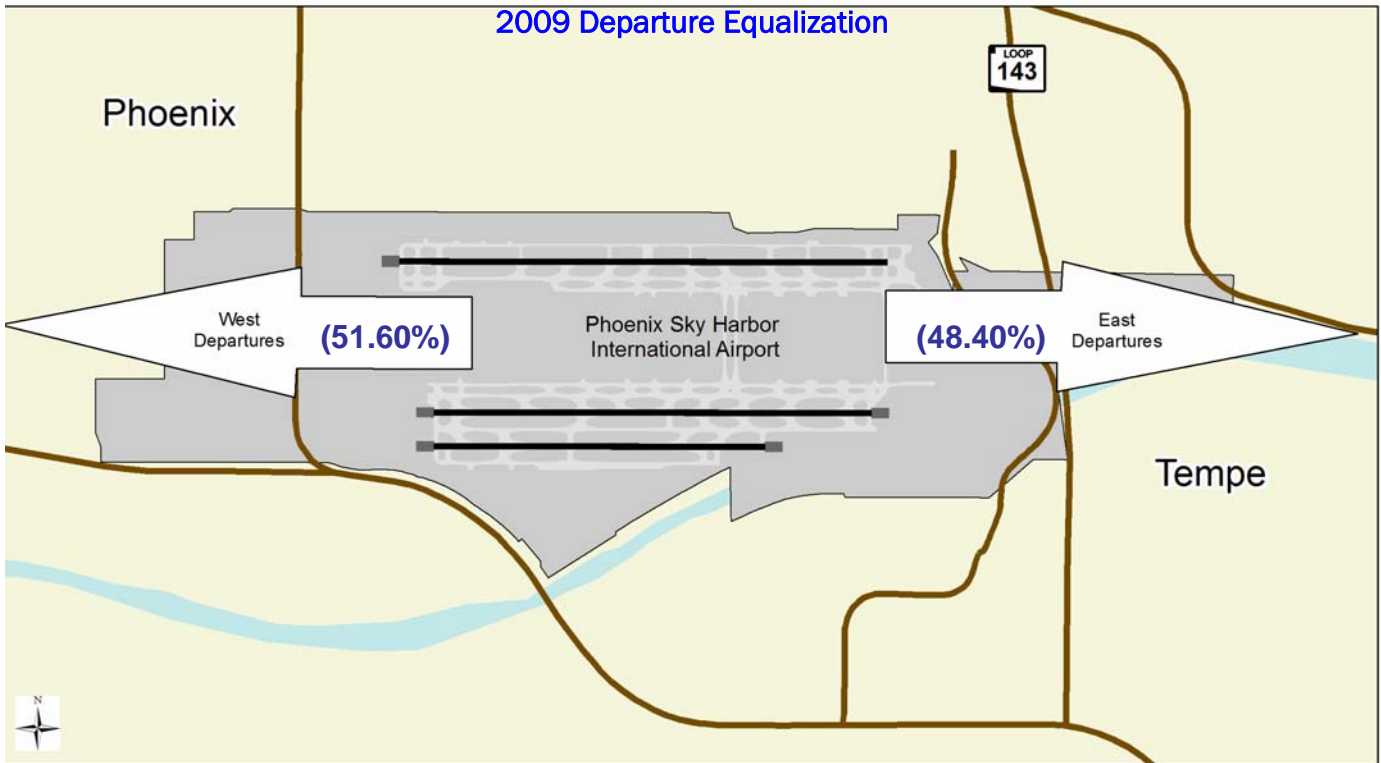 2009 Departure Equalization
LOOP
143
Phoenix
West
Departures
(51.60%)
Phoenix Sky Harbor
International Airport
(48.40%)
East
Departures
Tempe
N